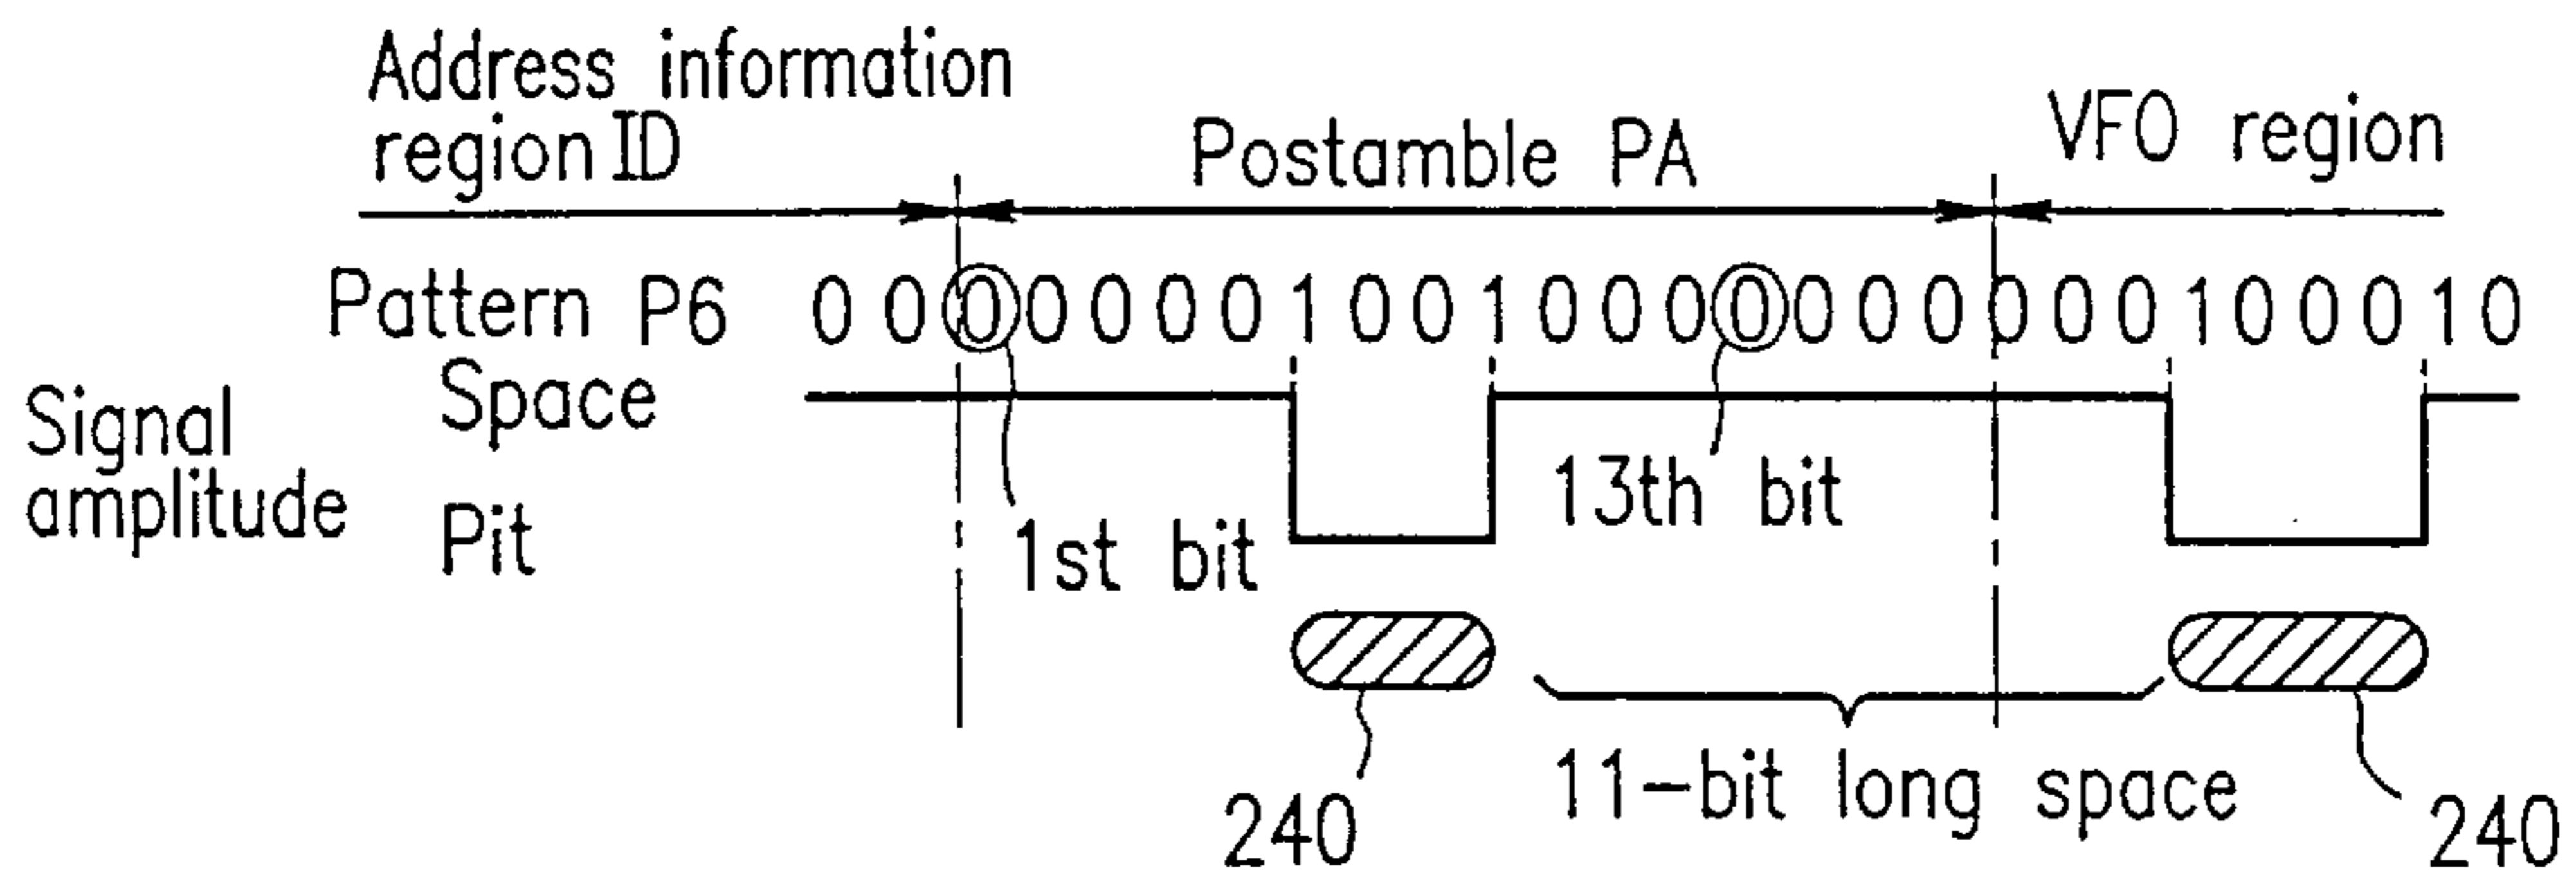 Address information
region ID
Postamble PA
VFO region
Pattern P6 0 0 0 0 0 0 0 1 0 0 1 0 0 0 0 0 0 0 0 0 0 1 0 0 0 1 0
Signal
amplitude
Space
Pit
1st bit
13th bit
11-bit long space
240
240